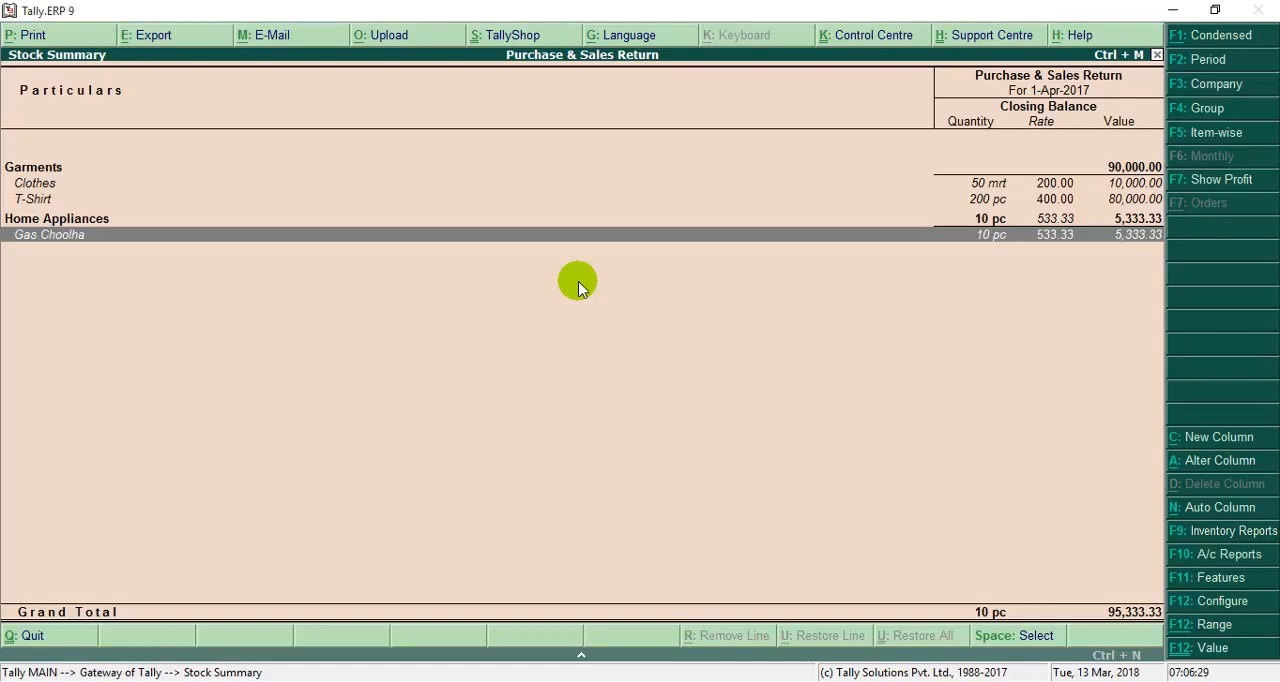 Tally.ERP 9
P: Print E: Export M: E-Mail O: Upload S: TallyShop G: Language K: Keyboard K: Control Centre H: Support Centre H: Help
Stock Summary Purchase & Sales Return Ctrl + M
Particulars
Purchase & Sales Return
For 1-Apr-2017
Closing Balance
Quantity Rate Value
Garments 90,000.00
Clothes 50 mrt 200.00 10,000.00
T-Shirt 200 pc 400.00 80,000.00
Home Appliances 10 pc 533.33 5,333.33
Gas Choolha 10 pc 533.33 5,333.33
Grand Total 10 pc 95,333.33
F1: Condensed
F2: Period
F3: Company
F4: Group
F5: Item-wise
F6: Monthly
F7: Show Profit
F7: Orders
C: New Column
A: Alter Column
D: Delete Column
N: Auto Column
F9: Inventory Reports
F10: A/c Reports
F11: Features
F12: Configure
F12: Range
F12: Value
Q: Quit R: Remove Line U: Restore Line U: Restore All Space: Select
Ctrl + N
Tally MAIN --> Gateway of Tally --> Stock Summary (c) Tally Solutions Pvt. Ltd., 1988-2017 Tue, 13 Mar, 2018 07:06:29